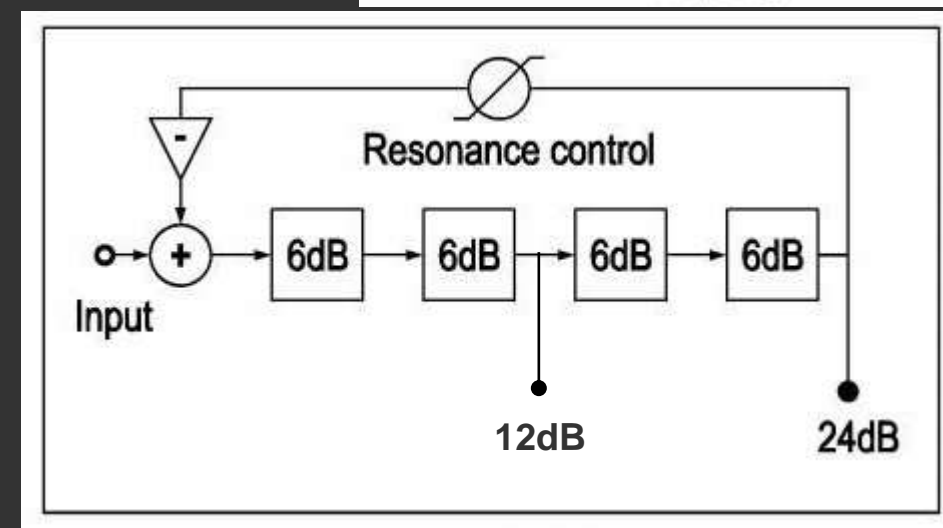 -
Resonance control
+
6dB
6dB
6dB
6dB
Input
12dB
24dB